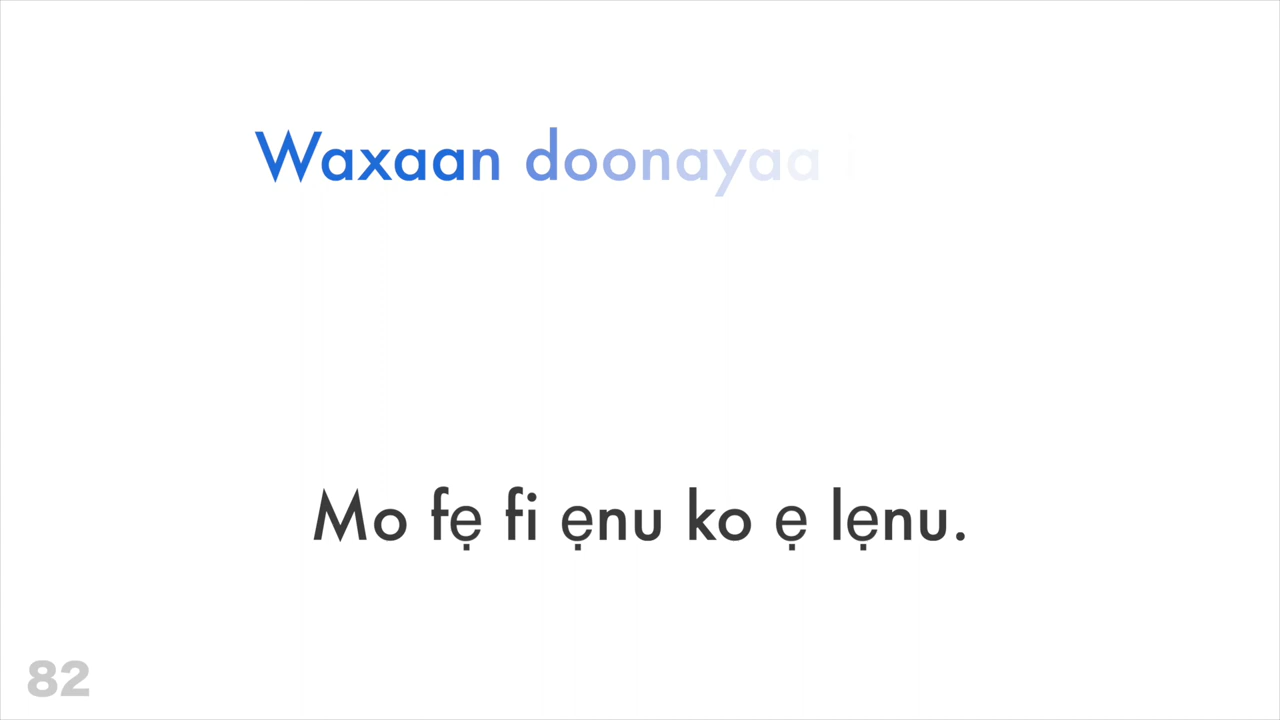 Waxaan doonayaa
Mo fẹ fi ẹnu ko ẹ lẹnu.
82